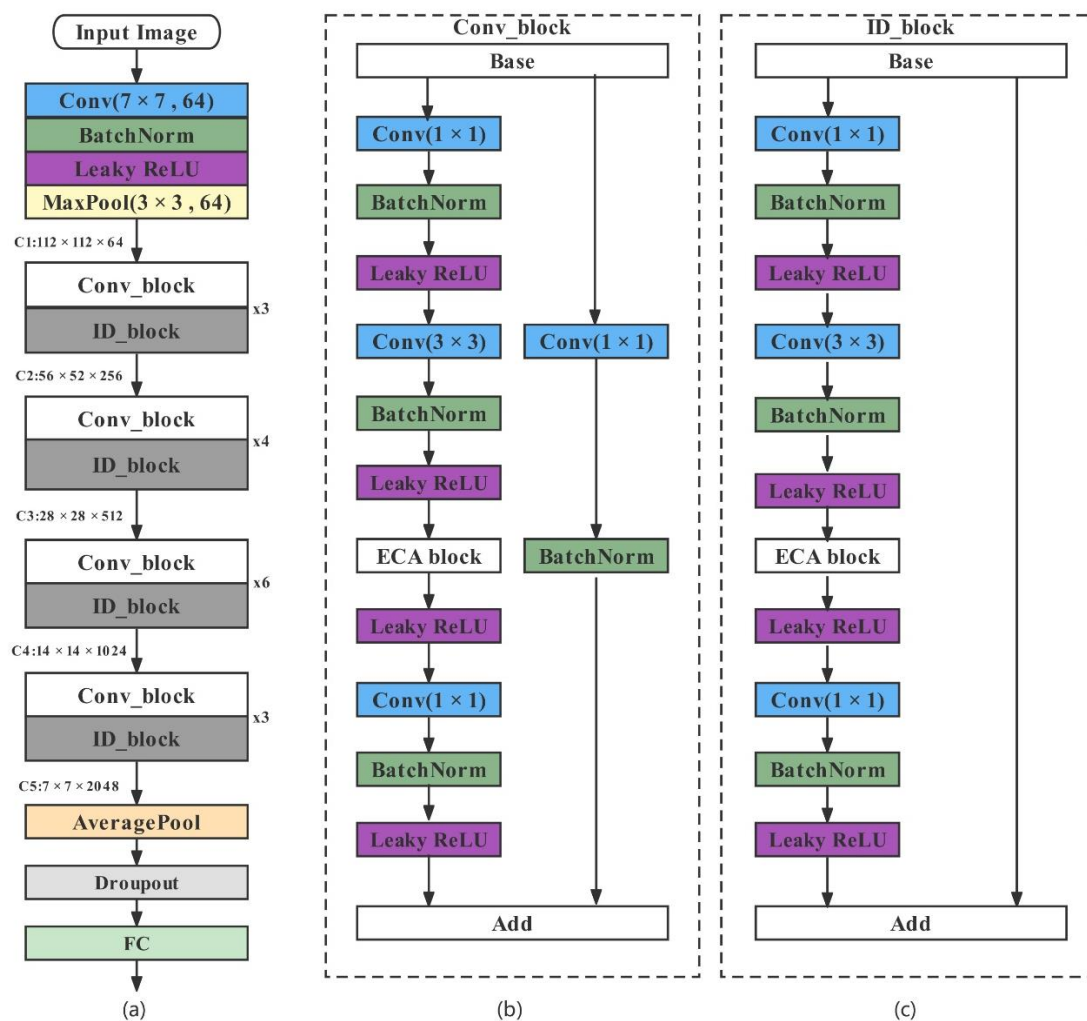 Input Image
Conv(7 × 7 , 64)
BatchNorm
Leaky ReLU
MaxPool(3 × 3 , 64)
C1:112 × 112 × 64
Conv_block
ID_block
x3
C2:56 × 52 × 256
Conv_block
ID_block
x4
C3:28 × 28 × 512
Conv_block
ID_block
x6
C4:14 × 14 × 1024
Conv_block
ID_block
x3
C5:7 × 7 × 2048
AveragePool
Droupout
FC
(a)
Conv_block
Base
Conv(1 × 1)
BatchNorm
Leaky ReLU
Conv(3 × 3)
BatchNorm
Leaky ReLU
ECA block
Leaky ReLU
Conv(1 × 1)
BatchNorm
Leaky ReLU
Conv(1 × 1)
BatchNorm
Add
(b)
ID_block
Base
Conv(1 × 1)
BatchNorm
Leaky ReLU
Conv(3 × 3)
BatchNorm
Leaky ReLU
ECA block
Leaky ReLU
Conv(1 × 1)
BatchNorm
Leaky ReLU
Add
(c)